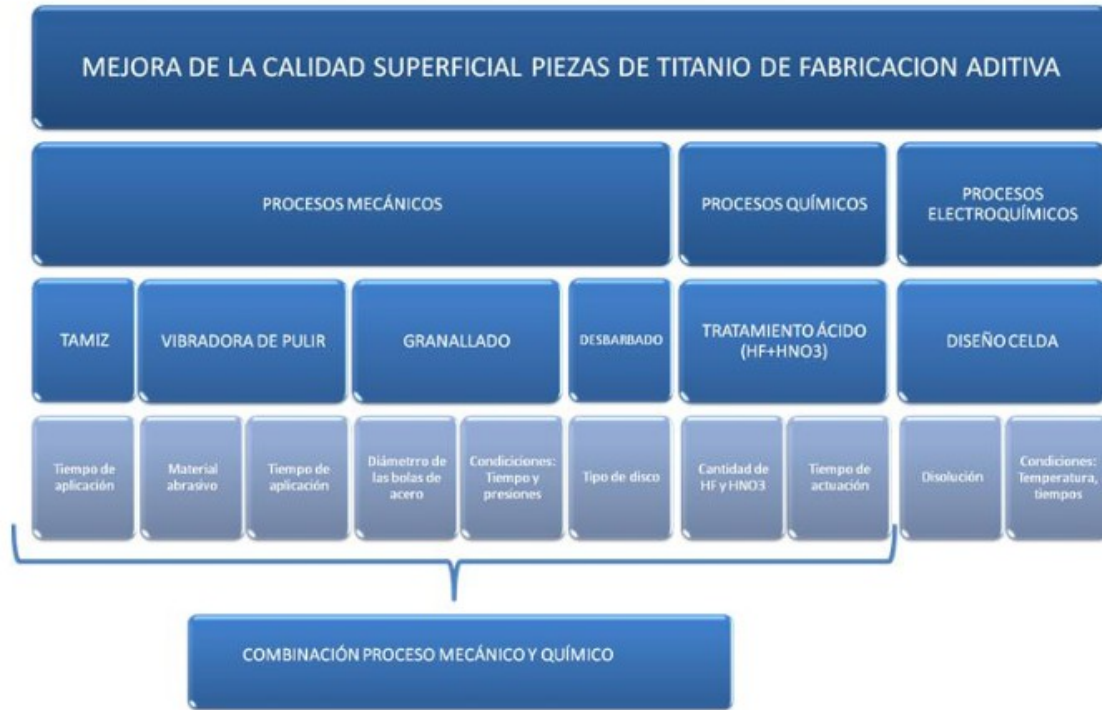 MEJORA DE LA CALIDAD SUPERFICIAL PIEZAS DE TITANIO DE FABRICACION ADITIVA
PROCESOS MECÁNICOS
PROCESOS QUÍMICOS
PROCESOS
ELECTROQUÍMICOS
TAMIZ
VIBRADORA DE PULIR
GRANALLADO
DESBARBADO
TRATAMIENTO ÁCIDO
(HF+HNO3)
DISEÑO CELDA
Tiempo de
aplicación
Material
abrasivo
Tiempo de
aplicación
Diámetrro de
las bolas de
acero
Condiciciones:
Tiempo y
presiones
Tipo de disco
Cantidad de
HF y HNO3
Tiempo de
actuación
Disolución
Condiciones:
Temperatura,
tiempos
COMBINACIÓN PROCESO MECÁNICO Y QUÍMICO